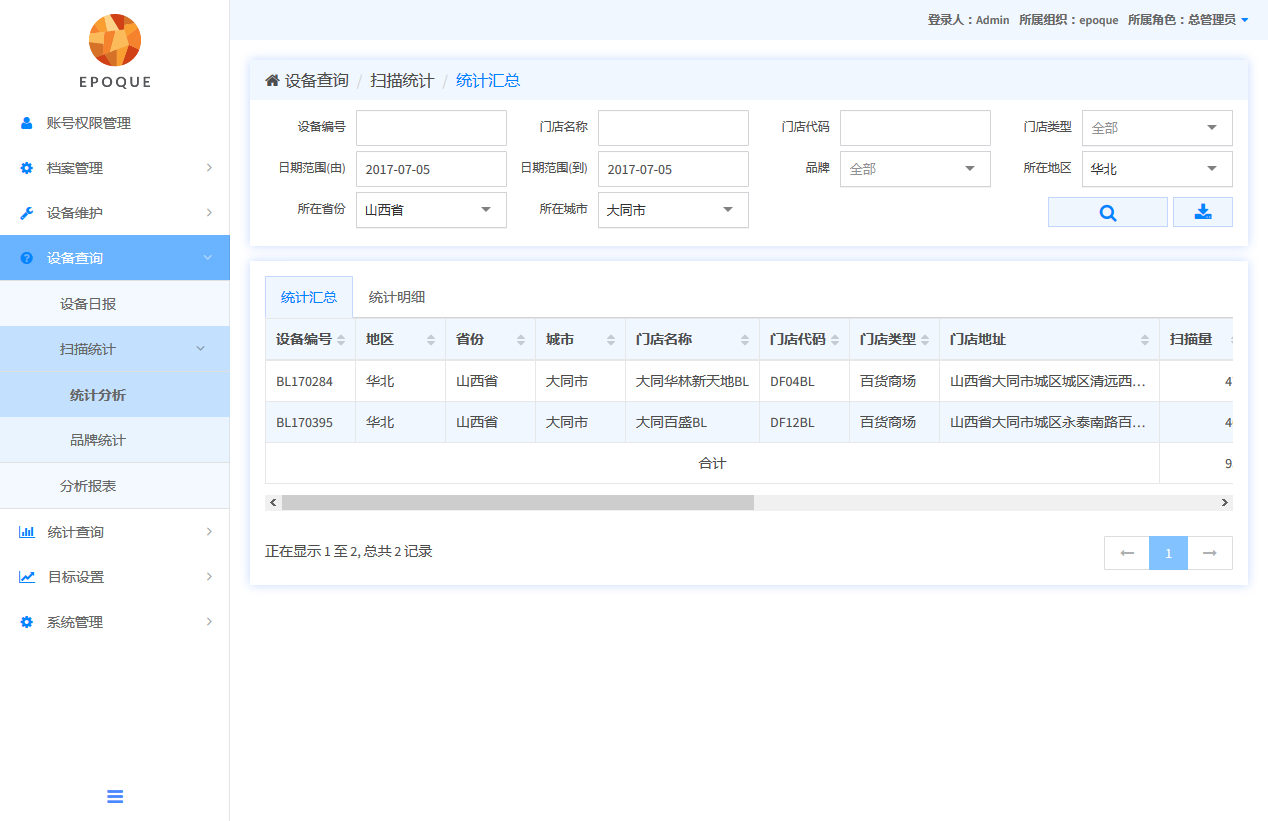 登录人：Admin 所属组织：epoque 所属角色：总管理员
EPOQUE
账号权限管理
档案管理
设备维护
设备查询
设备日报
扫描统计
统计分析
品牌统计
分析报表
统计查询
目标设置
系统管理
设备查询 / 扫描统计 / 统计汇总
设备编号 门店名称 门店代码 门店类型 全部
日期范围(由) 2017-07-05 日期范围(到) 2017-07-05 品牌 全部 所在地区 华北
所在省份 山西省 所在城市 大同市
统计汇总 统计明细
设备编号 地区 省份 城市 门店名称 门店代码 门店类型 门店地址 扫描量
BL170284 华北 山西省 大同市 大同华林新天地BL DF04BL 百货商场 山西省大同市城区城区清远西…
BL170395 华北 山西省 大同市 大同百盛BL DF12BL 百货商场 山西省大同市城区永泰南路百…
合计
正在显示 1 至 2, 总共 2 记录
← 1 →